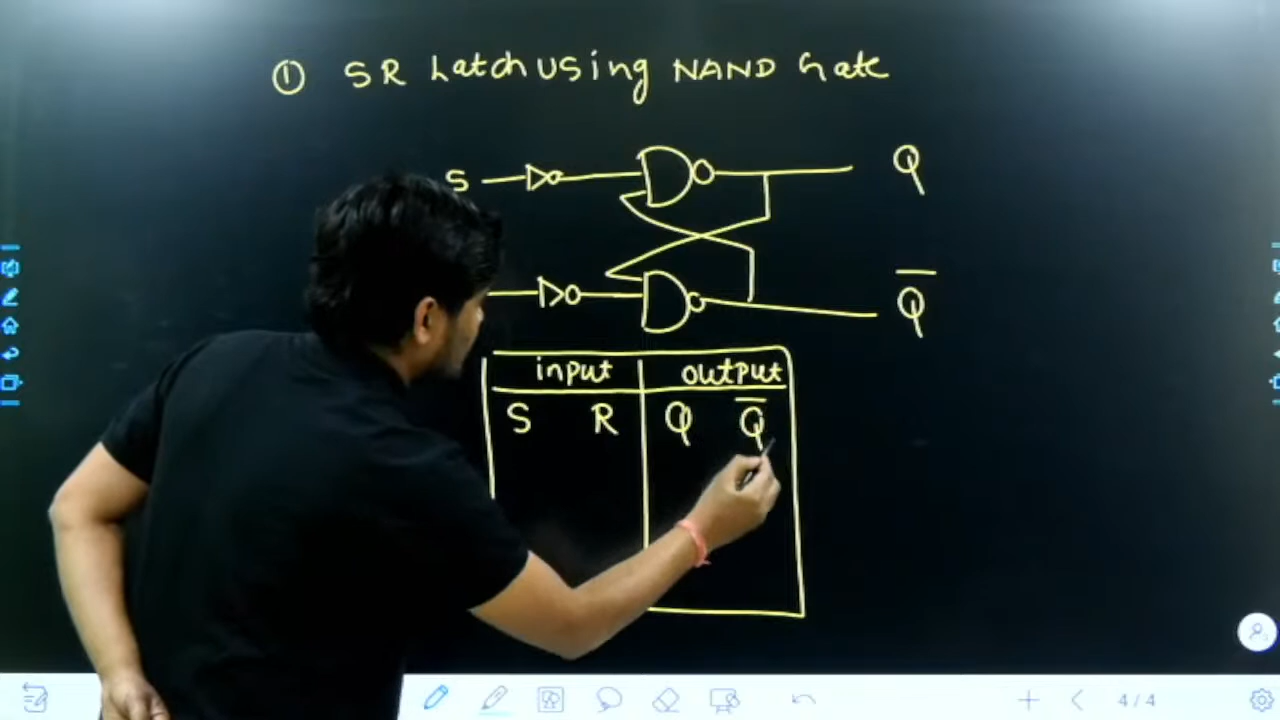 ① SR Latch using NAND Gate
S Q
Q̅
input output
S R Q Q̅
4/4